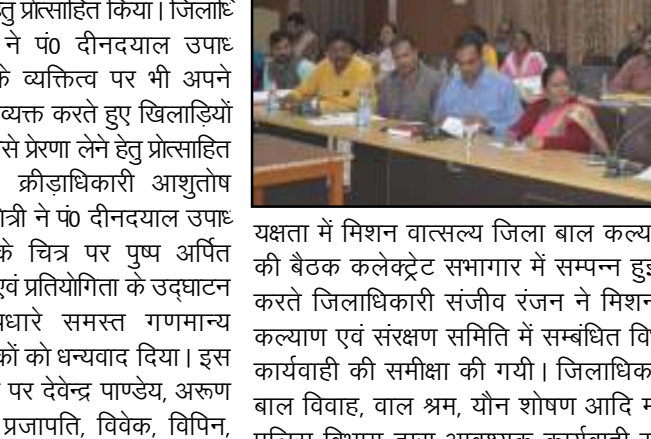 हेतु प्रोत्साहित किया। जिलाधि
ने पं0 दीनदयाल उपाध
के व्यक्तित्व पर भी अपने
व्यक्त करते हुए खिलाड़ियों
से प्रेरणा लेने हेतु प्रोत्साहित
क्रीड़ाधिकारी आशुतोष
ने पं0 दीनदयाल उपाध
के चित्र पर पुष्प अर्पित
एवं प्रतियोगिता के उद्घाटन
पधारे समस्त गणमान्य
को धन्यवाद दिया। इस
पर देवेन्द्र पाण्डेय, अरूण
प्रजापति, विवेक, विपिन,
यक्षता में मिशन वात्सल्य जिला बाल कल्य
की बैठक कलेक्ट्रेट सभागार में सम्पन्न हुई
करते जिलाधिकारी संजीव रंजन ने मिशन
कल्याण एवं संरक्षण समिति में सम्बंधित वि
कार्यवाही की समीक्षा की गयी। जिलाधिक
बाल विवाह, वाल श्रम, यौन शोषण आदि म